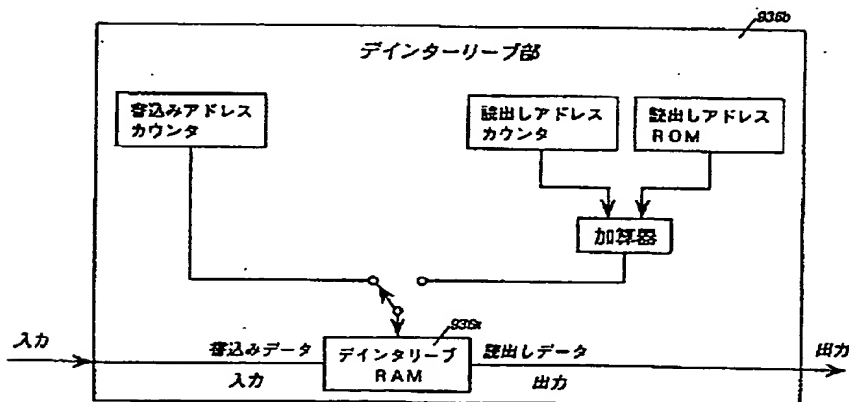 936b
デインターリーブ部
書込みアドレス
カウンタ
読出しアドレス
カウンタ
読出しアドレス
ROM
加算器
936x
入力
書込みデータ
入力
デインタリーブ
RAM
読出しデータ
出力
出力